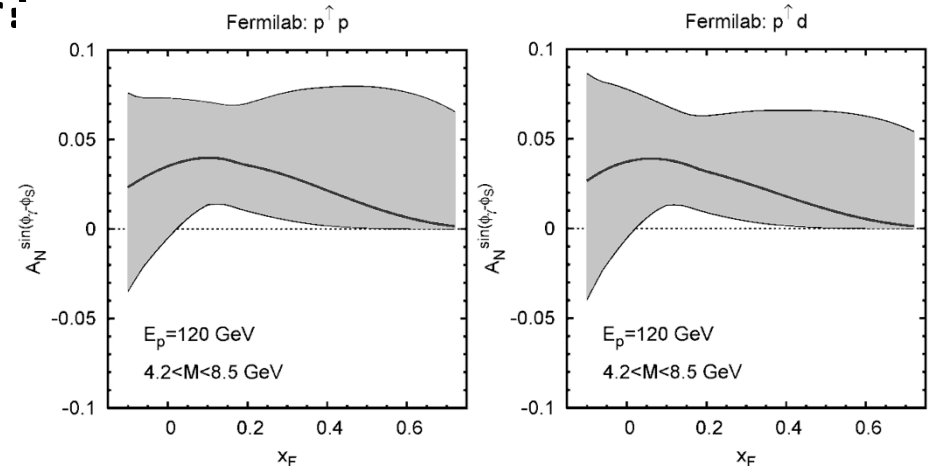 Fermilab: p↑ p
0.1
0.05
0
-0.05
-0.1
A_N^sin(φγ-φS)
E_p=120 GeV
4.2<M<8.5 GeV
0 0.2 0.4 0.6
x_F
Fermilab: p↑ d
0.1
0.05
0
-0.05
-0.1
A_N^sin(φγ-φS)
E_p=120 GeV
4.2<M<8.5 GeV
0 0.2 0.4 0.6
x_F